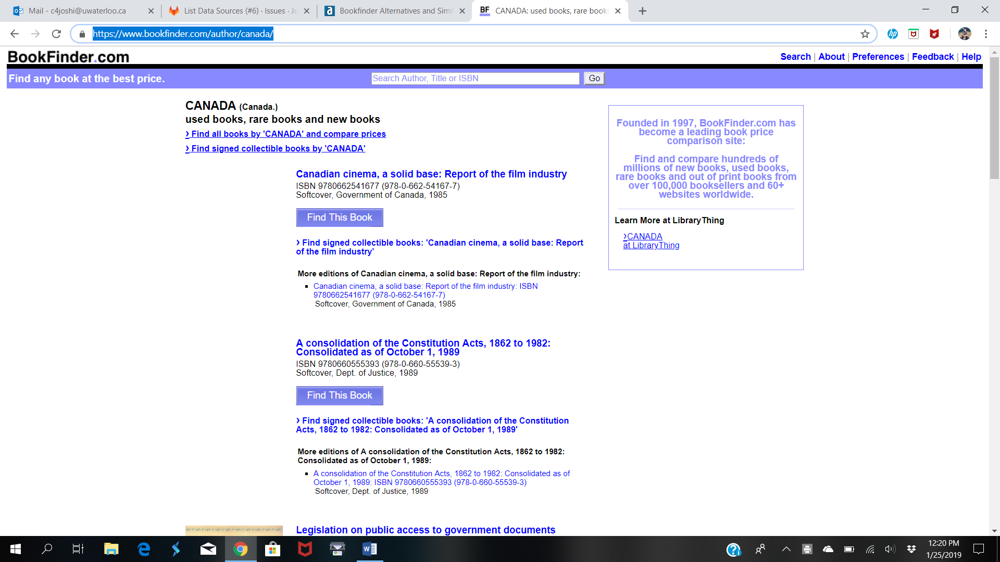 Mail - c4joshi@uwaterloo.ca
List Data Sources (#6) · Issues · Jo
Bookfinder Alternatives and Simil
BF CANADA: used books, rare books
https://www.bookfinder.com/author/canada/
BookFinder.com
Search | About | Preferences | Feedback | Help
Find any book at the best price.
Search Author, Title or ISBN
Go
CANADA (Canada.)
used books, rare books and new books
› Find all books by 'CANADA' and compare prices
› Find signed collectible books by 'CANADA'
Canadian cinema, a solid base: Report of the film industry
ISBN 9780662541677 (978-0-662-54167-7)
Softcover, Government of Canada, 1985
Find This Book
› Find signed collectible books: 'Canadian cinema, a solid base: Report
of the film industry'
More editions of Canadian cinema, a solid base: Report of the film industry:
Canadian cinema, a solid base: Report of the film industry: ISBN
9780662541677 (978-0-662-54167-7)
Softcover, Government of Canada, 1985
A consolidation of the Constitution Acts, 1862 to 1982:
Consolidated as of October 1, 1989
ISBN 9780660555393 (978-0-660-55539-3)
Softcover, Dept. of Justice, 1989
Find This Book
› Find signed collectible books: 'A consolidation of the Constitution
Acts, 1862 to 1982: Consolidated as of October 1, 1989'
More editions of A consolidation of the Constitution Acts, 1862 to 1982:
Consolidated as of October 1, 1989:
A consolidation of the Constitution Acts, 1862 to 1982: Consolidated as of
October 1, 1989: ISBN 9780660555393 (978-0-660-55539-3)
Softcover, Dept. of Justice, 1989
Legislation on public access to government documents
Founded in 1997, BookFinder.com has
become a leading book price
comparison site:
Find and compare hundreds of
millions of new books, used books,
rare books and out of print books from
over 100,000 booksellers and 60+
websites worldwide.
Learn More at LibraryThing
›CANADA
at LibraryThing
12:20 PM
1/25/2019